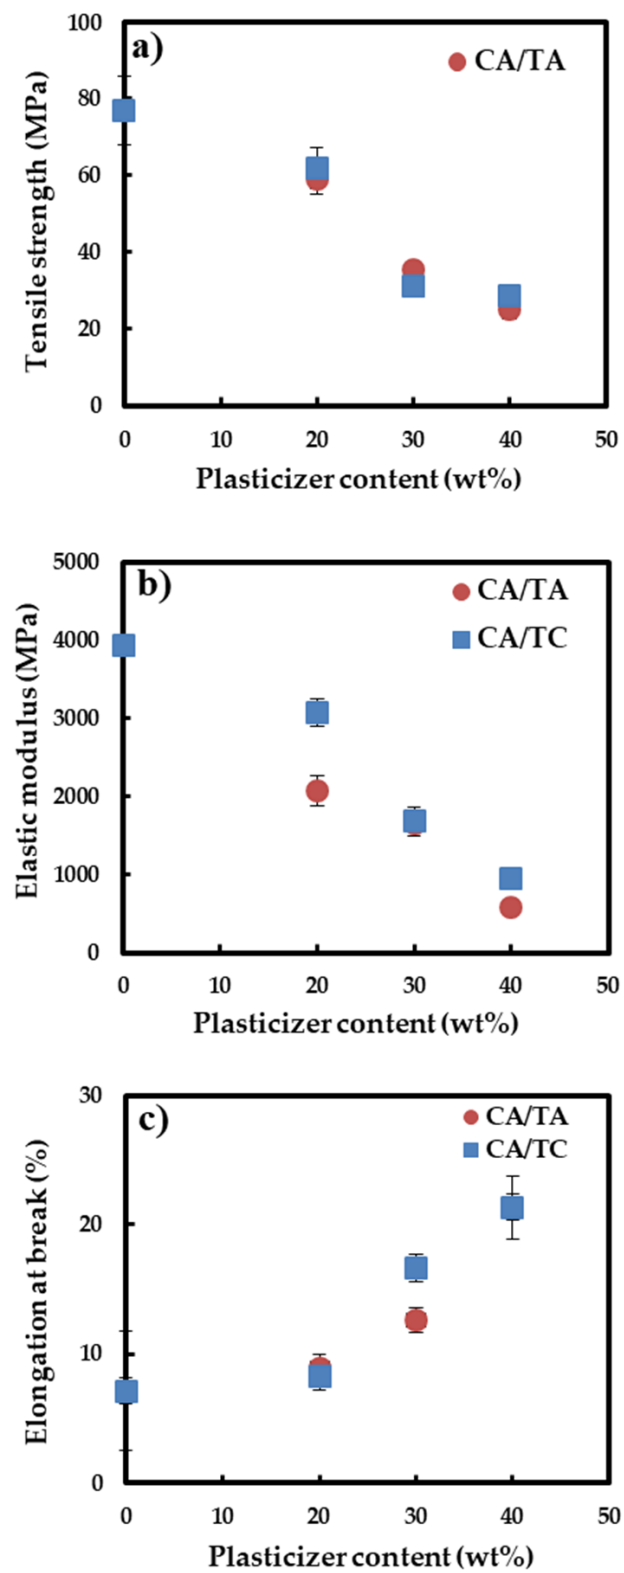 a)
CA/TA
Tensile strength (MPa)
100
80
60
40
20
0
0 10 20 30 40 50
Plasticizer content (wt%)
b)
CA/TA
CA/TC
Elastic modulus (MPa)
5000
4000
3000
2000
1000
0
0 10 20 30 40 50
Plasticizer content (wt%)
c)
CA/TA
CA/TC
Elongation at break (%)
30
20
10
0
0 10 20 30 40 50
Plasticizer content (wt%)